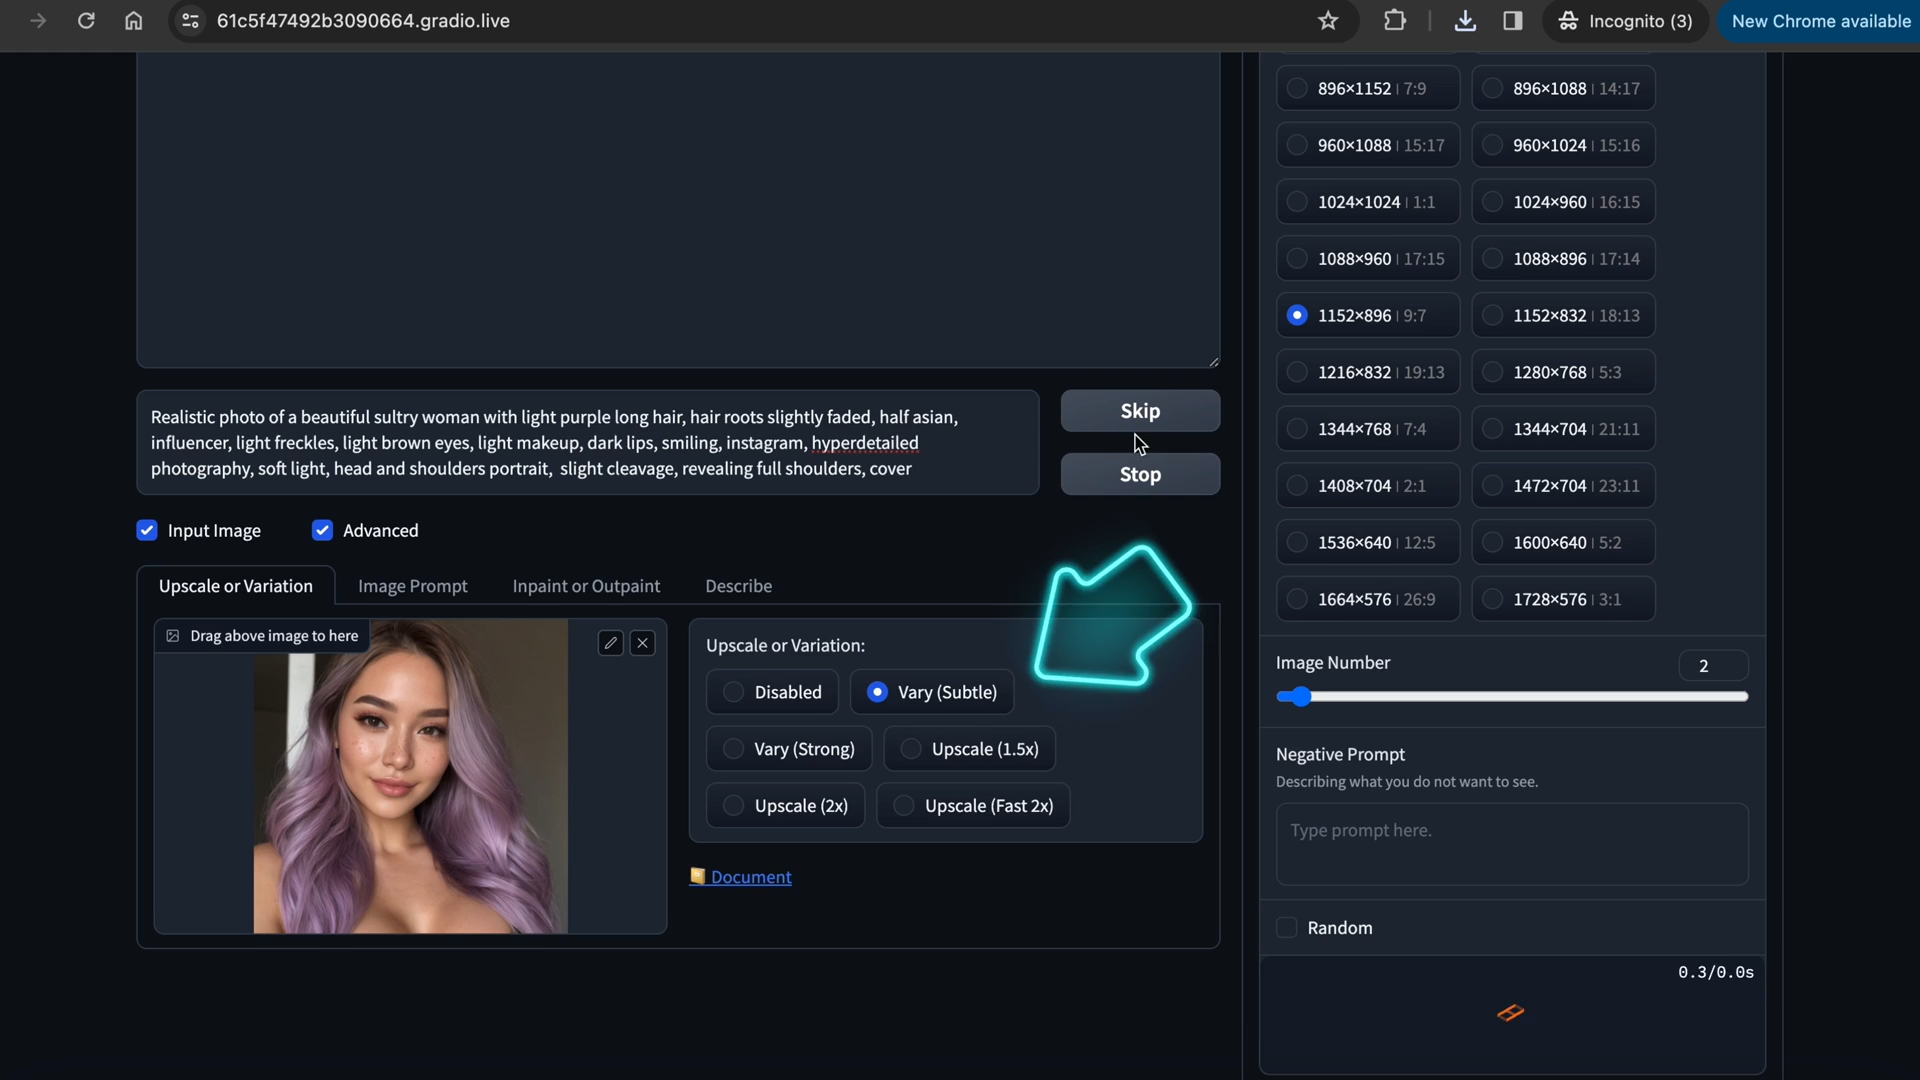 61c5f47492b3090664.gradio.live
Incognito (3)
New Chrome available
896×1152 | 7:9
896×1088 | 14:17
960×1088 | 15:17
960×1024 | 15:16
1024×1024 | 1:1
1024×960 | 16:15
1088×960 | 17:15
1088×896 | 17:14
1152×896 | 9:7
1152×832 | 18:13
1216×832 | 19:13
1280×768 | 5:3
1344×768 | 7:4
1344×704 | 21:11
1408×704 | 2:1
1472×704 | 23:11
1536×640 | 12:5
1600×640 | 5:2
1664×576 | 26:9
1728×576 | 3:1
Realistic photo of a beautiful sultry woman with light purple long hair, hair roots slightly faded, half asian,
influencer, light freckles, light brown eyes, light makeup, dark lips, smiling, instagram, hyperdetailed
photography, soft light, head and shoulders portrait,  slight cleavage, revealing full shoulders, cover
Skip
Stop
Input Image
Advanced
Upscale or Variation
Image Prompt
Inpaint or Outpaint
Describe
Drag above image to here
Upscale or Variation:
Disabled
Vary (Subtle)
Vary (Strong)
Upscale (1.5x)
Upscale (2x)
Upscale (Fast 2x)
Document
Image Number
2
Negative Prompt
Describing what you do not want to see.
Type prompt here.
Random
0.3/0.0s